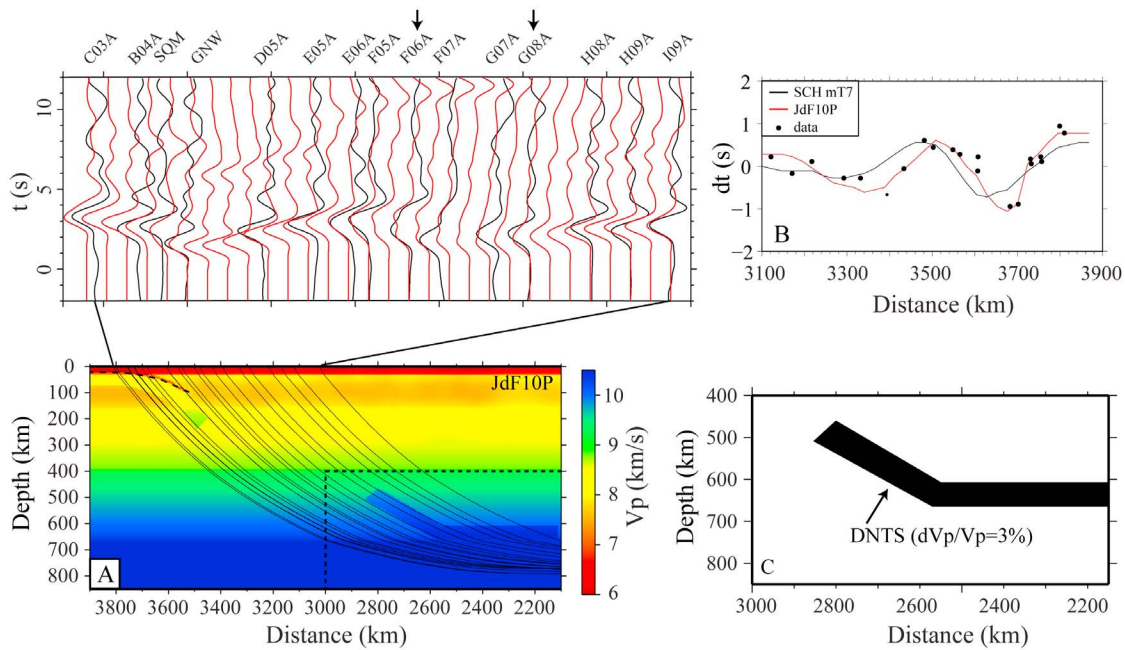 C03A B04A SQM GNW D05A E05A E06A F05A F06A F07A G07A G08A H08A H09A I09A
10
5
0
t (s)
2
1
0
−1
−2
dt (s)
SCH mT7
JdF10P
data
B
3100 3300 3500 3700 3900
Distance (km)
0
100
200
300
400
500
600
700
800
Depth (km)
JdF10P
A
3800 3600 3400 3200 3000 2800 2600 2400 2200
Distance (km)
10
9
8
7
6
Vp (km/s)
400
500
600
700
800
Depth (km)
DNTS (dVp/Vp=3%)
C
3000 2800 2600 2400 2200
Distance (km)